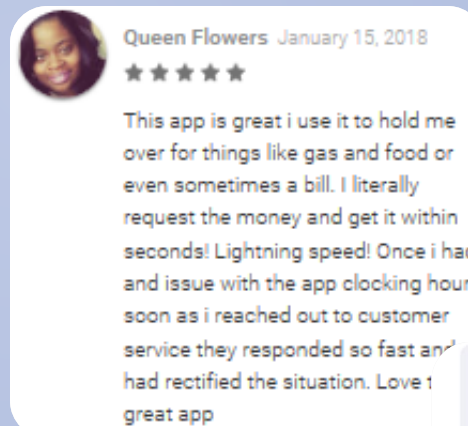 Queen Flowers January 15, 2018
This app is great i use it to hold me
over for things like gas and food or
even sometimes a bill. I literally
request the money and get it within
seconds! Lightning speed! Once i had
and issue with the app clocking hour
soon as i reached out to customer
service they responded so fast and
had rectified the situation. Love
great app